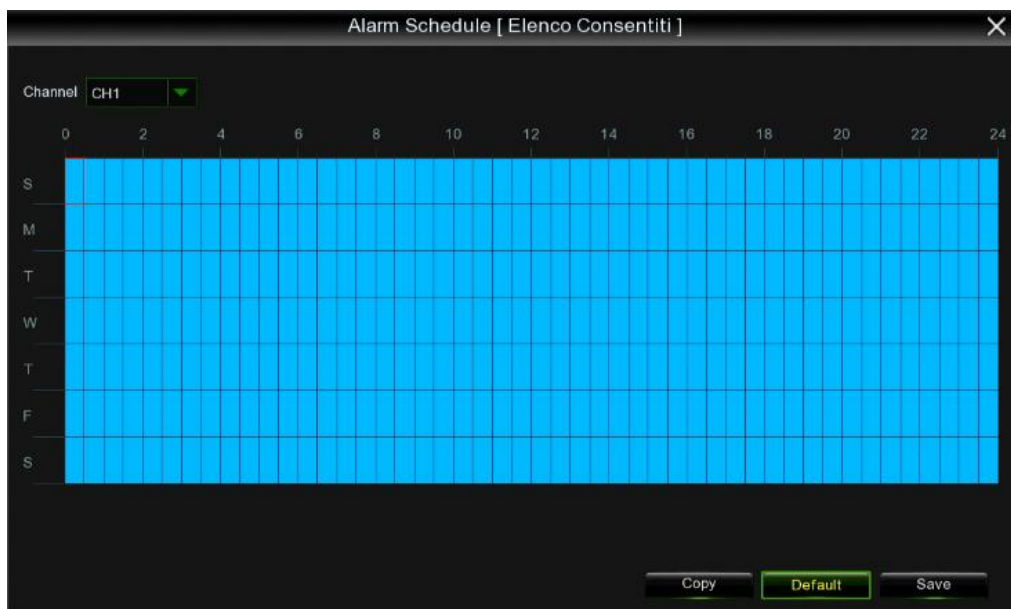 Alarm Schedule [ Elenco Consentiti ]
Channel CH1
0 2 4 6 8 10 12 14 16 18 20 22 24
S
M
T
W
T
F
S
Copy Default Save